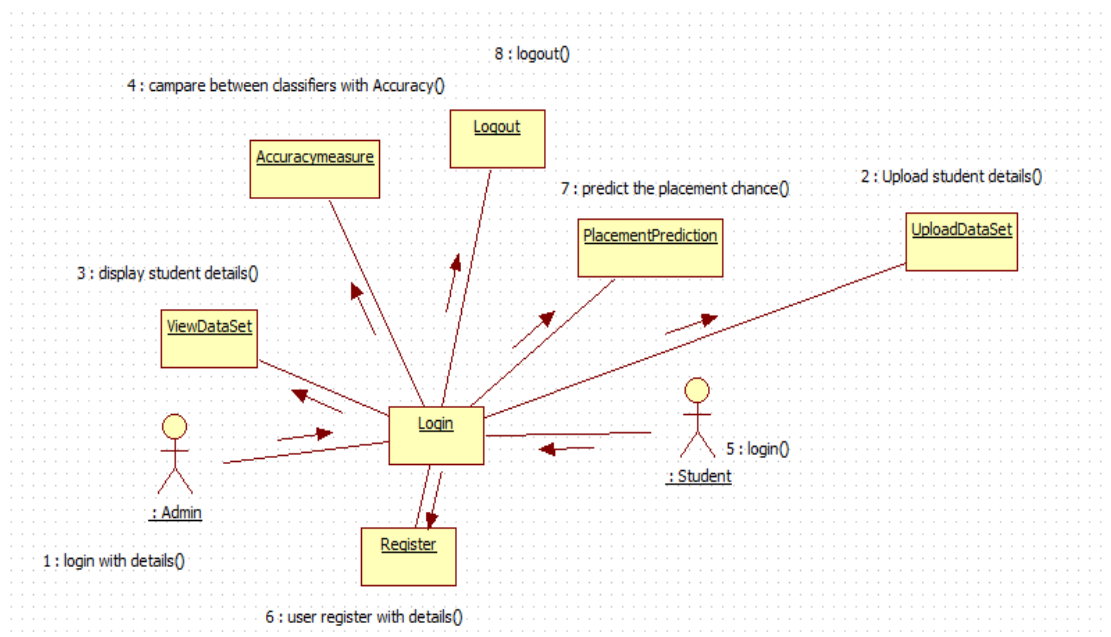 8 : logout()
4 : campare between classifiers with Accuracy()
Logout
Accuracymeasure
7 : predict the placement chance()
2 : Upload student details()
PlacementPrediction
UploadDataSet
3 : display student details()
ViewDataSet
Login
5 : login()
: Student
: Admin
Register
1 : login with details()
6 : user register with details()